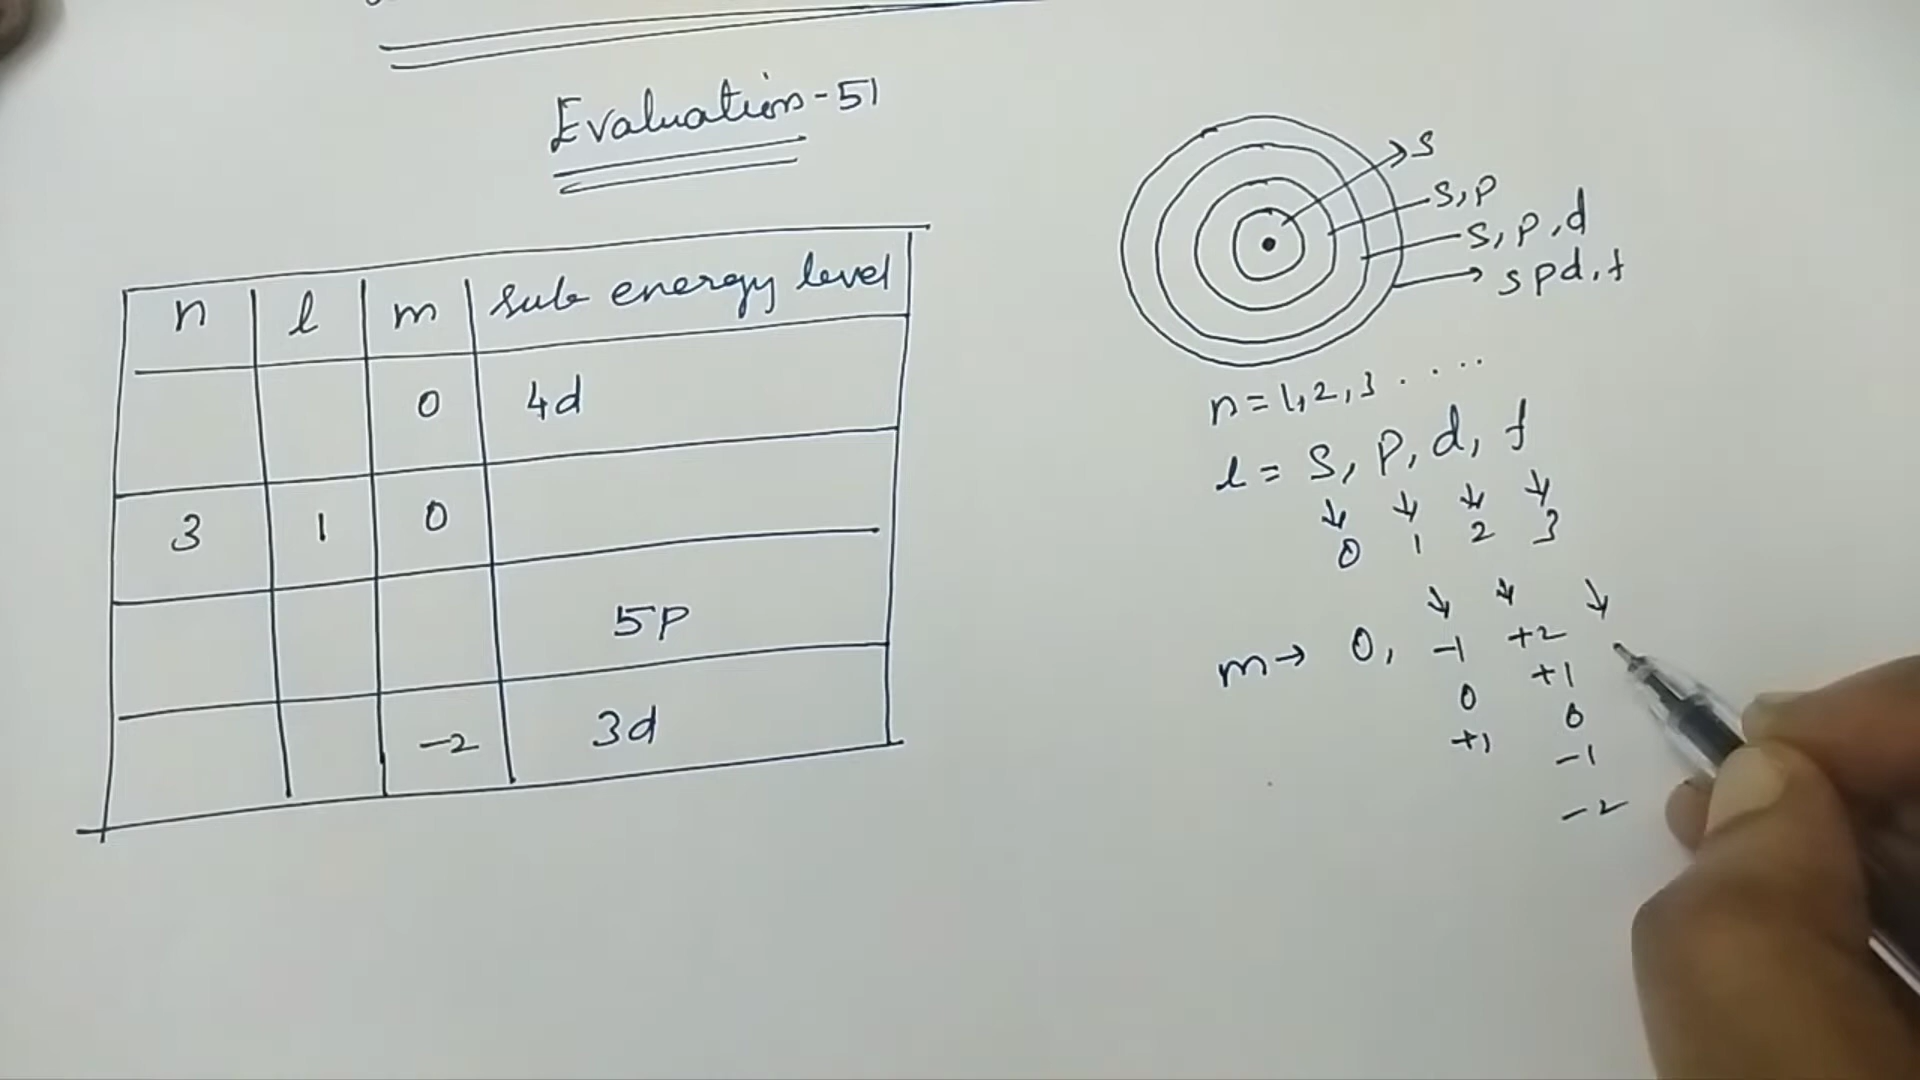 Evaluation-51
n l m sub energy level
0 4d
3 1 0
5p
-2 3d
s
s, p
s, p, d
s p d, f
n = 1, 2, 3 . . . .
l = s, p, d, f
0 1 2 3
m → 0, -1 +2
+1
0 0
+1 -1
-2